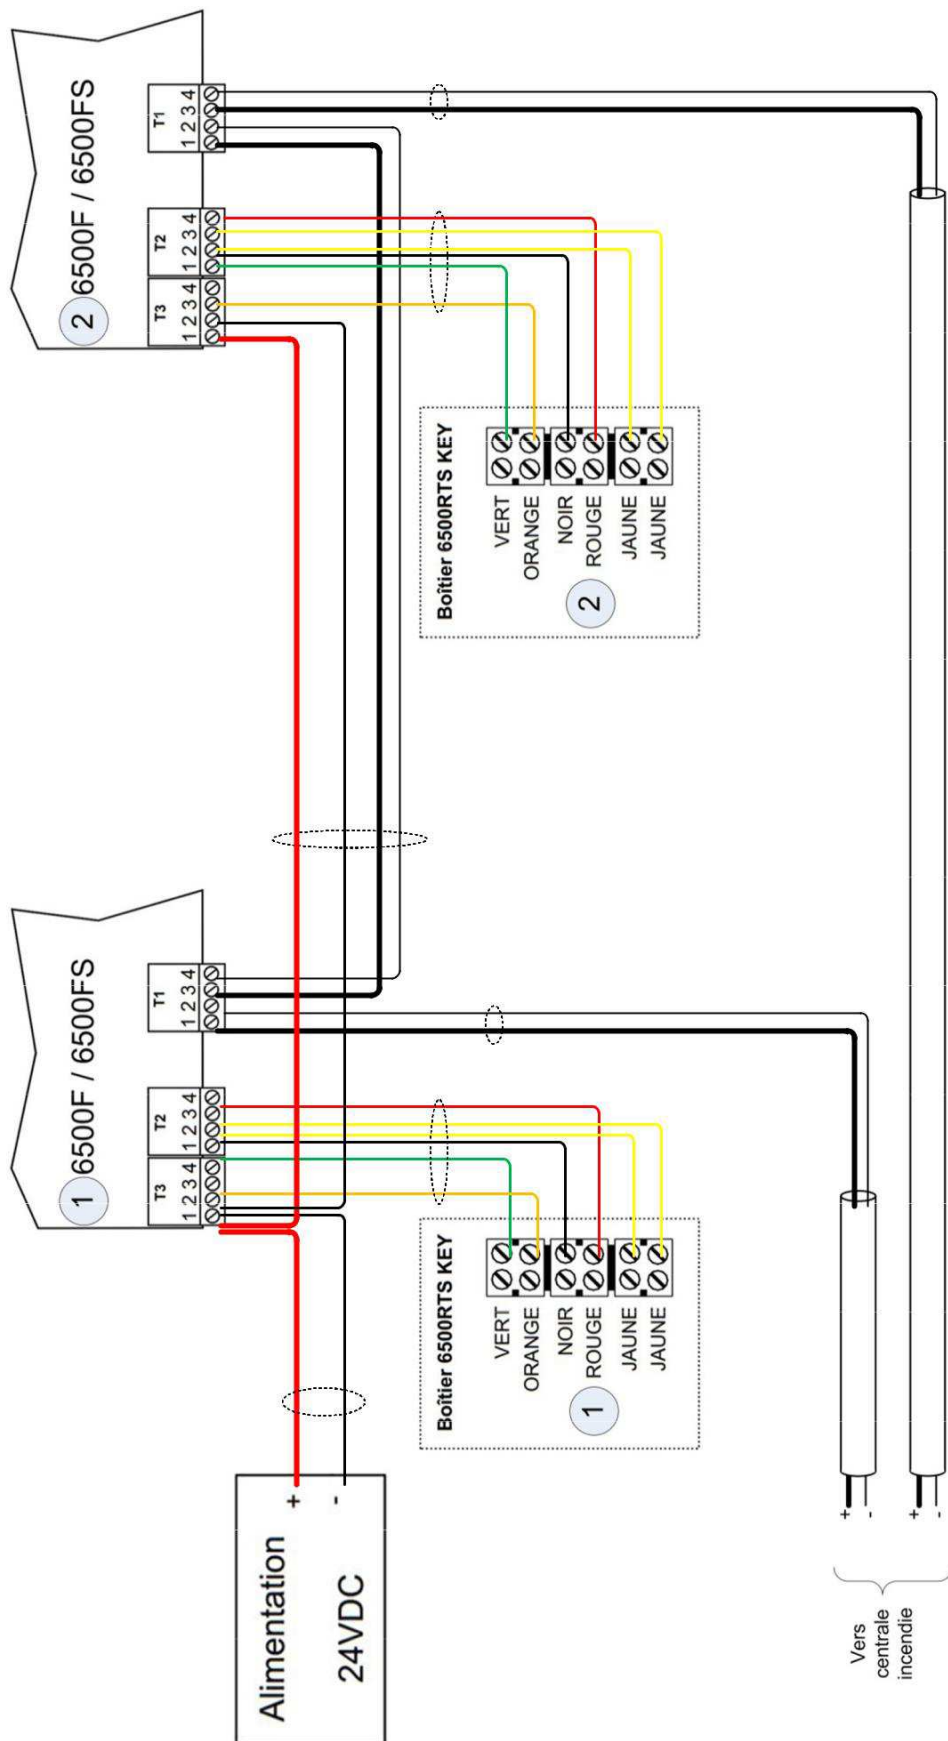 Alimentation
24VDC
+
-
1
6500F / 6500FS
T3
1 2 3 4
T2
1 2 3 4
T1
1 2 3 4
2
6500F / 6500FS
T3
1 2 3 4
T2
1 2 3 4
T1
1 2 3 4
Boîtier 6500RTS KEY
VERT
ORANGE
NOIR
ROUGE
JAUNE
JAUNE
1
Boîtier 6500RTS KEY
VERT
ORANGE
NOIR
ROUGE
JAUNE
JAUNE
2
Vers
centrale
incendie
+
-
+
-